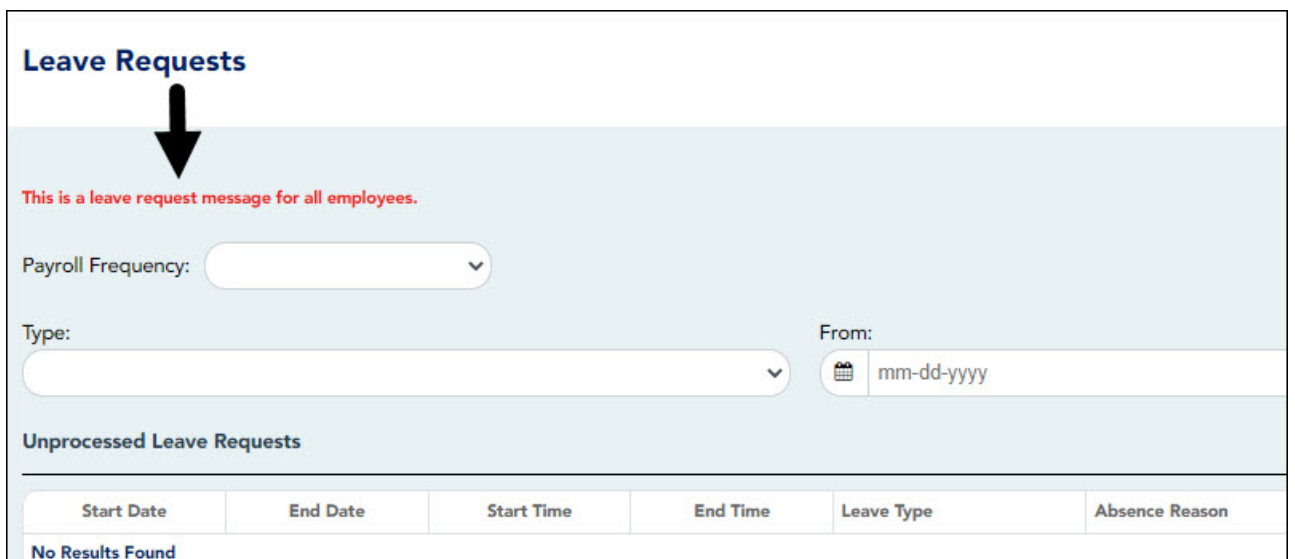 Leave Requests
This is a leave request message for all employees.
Payroll Frequency:
Type: From:
mm-dd-yyyy
Unprocessed Leave Requests
Start Date End Date Start Time End Time Leave Type Absence Reason
No Results Found